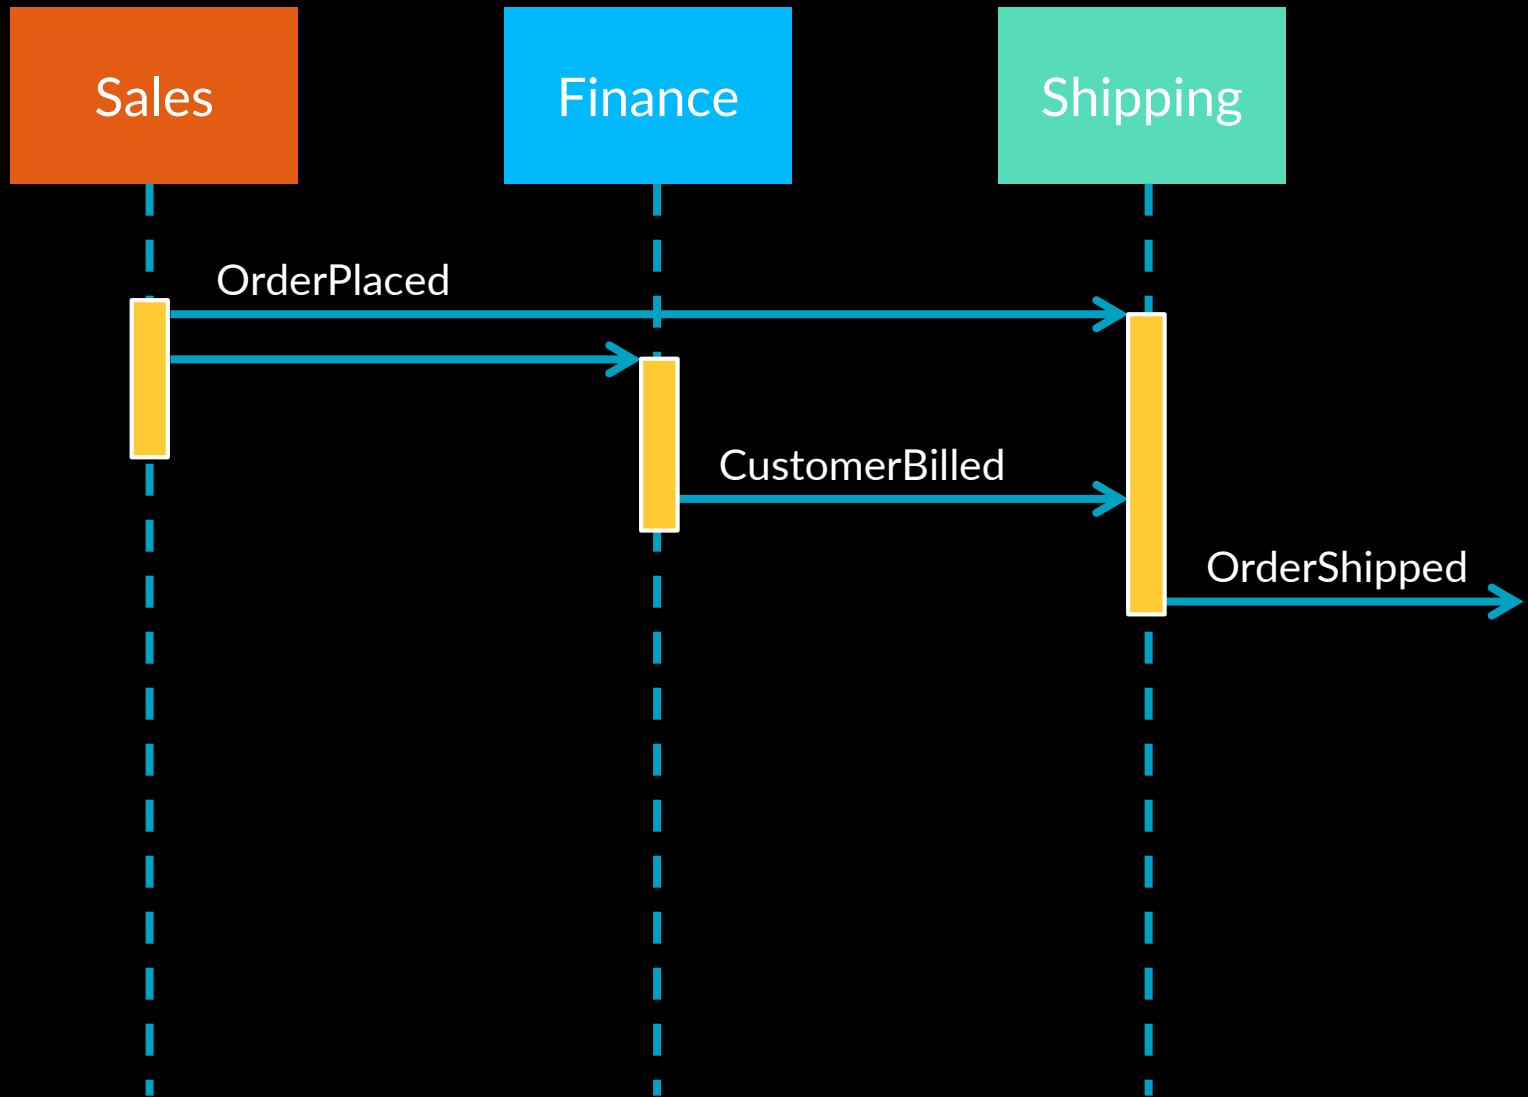 Sales
Finance
Shipping
OrderPlaced
CustomerBilled
OrderShipped